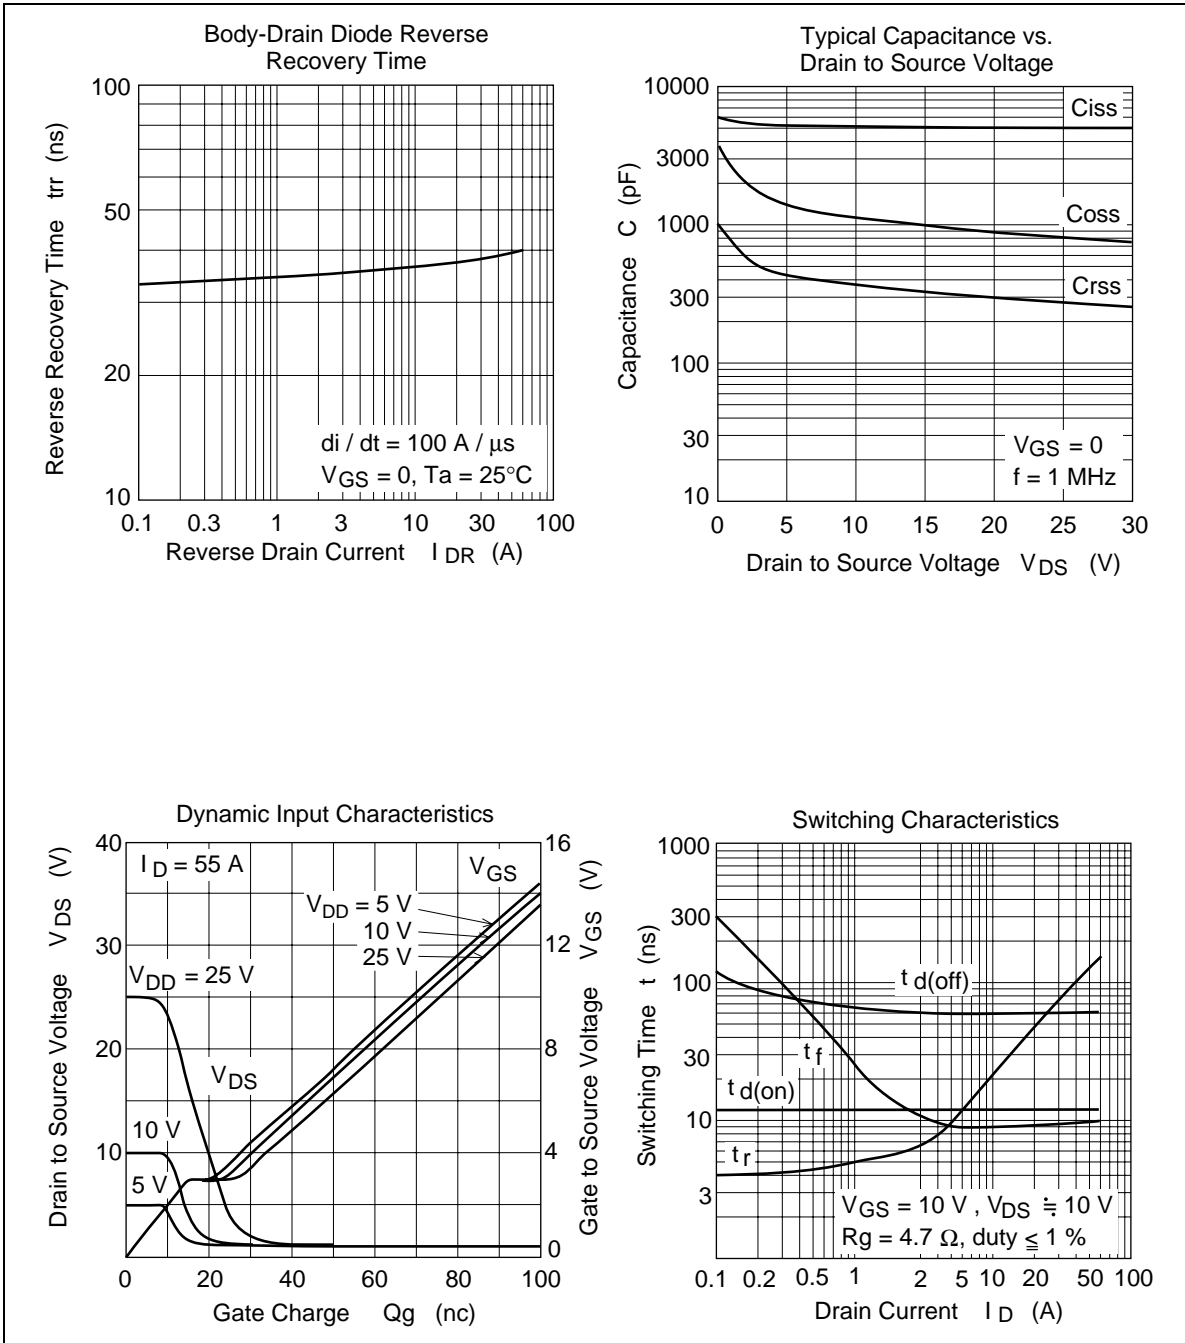 Body-Drain Diode Reverse
Recovery Time
100
50
20
10
Reverse Recovery Time trr (ns)
di / dt = 100 A / μs
VGS = 0, Ta = 25°C
0.1 0.3 1 3 10 30 100
Reverse Drain Current I DR (A)
Typical Capacitance vs.
Drain to Source Voltage
10000
3000
1000
300
100
30
10
Capacitance C (pF)
Ciss
Coss
Crss
VGS = 0
f = 1 MHz
0 5 10 15 20 25 30
Drain to Source Voltage VDS (V)
Dynamic Input Characteristics
40
30
20
10
0
Drain to Source Voltage VDS (V)
I D = 55 A
VGS
VDD = 5 V
10 V
25 V
VDD = 25 V
VDS
10 V
5 V
16
12
8
4
0
Gate to Source Voltage VGS (V)
20 40 60 80 100
Gate Charge Qg (nc)
Switching Characteristics
1000
300
100
30
10
3
Switching Time t (ns)
t d(off)
t f
t d(on)
t r
VGS = 10 V , VDS ≒ 10 V
Rg = 4.7 Ω, duty ≦ 1 %
0.1 0.2 0.5 1 2 5 10 20 50 100
Drain Current I D (A)